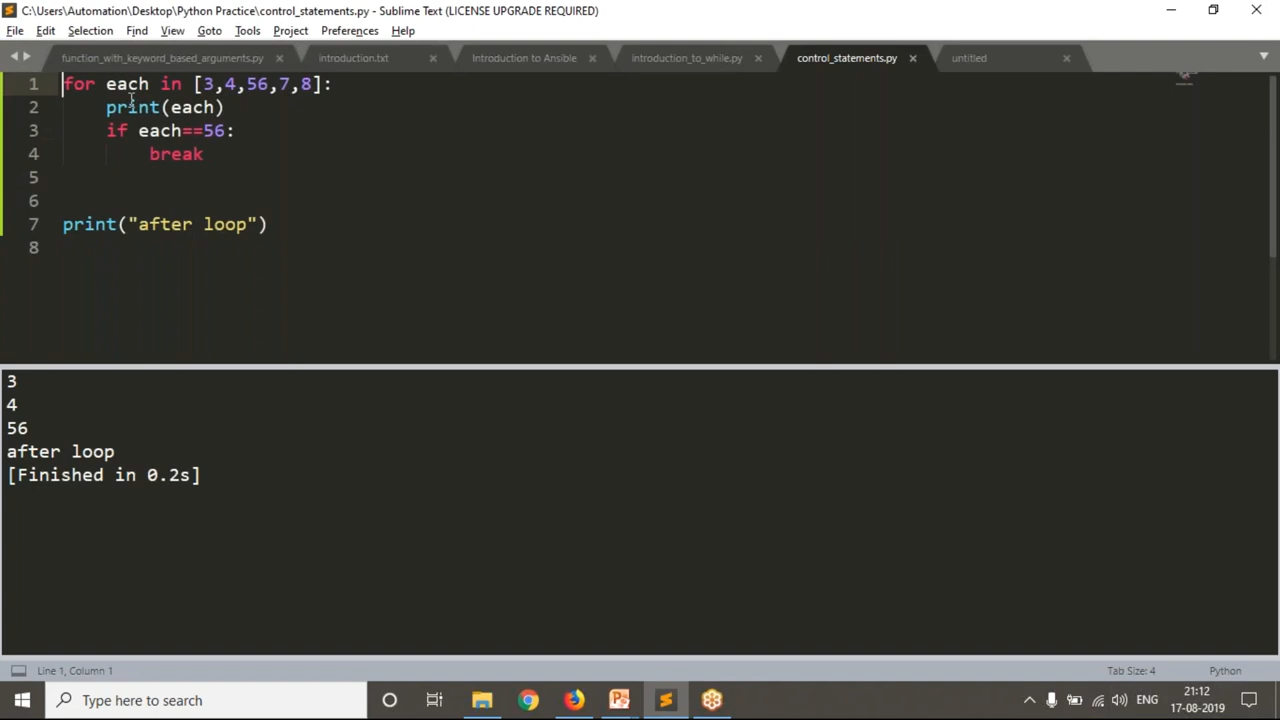 C:\Users\Automation\Desktop\Python Practice\control_statements.py - Sublime Text (LICENSE UPGRADE REQUIRED)
File Edit Selection Find View Goto Tools Project Preferences Help
function_with_keyword_based_arguments.py introduction.txt Introduction to Ansible introduction_to_while.py control_statements.py untitled
1 for each in [3,4,56,7,8]:
2     print(each)
3     if each==56:
4         break
5
6
7 print("after loop")
8
3
4
56
after loop
[Finished in 0.2s]
Line 1, Column 1 Tab Size: 4 Python
Type here to search ENG 21:12
17-08-2019